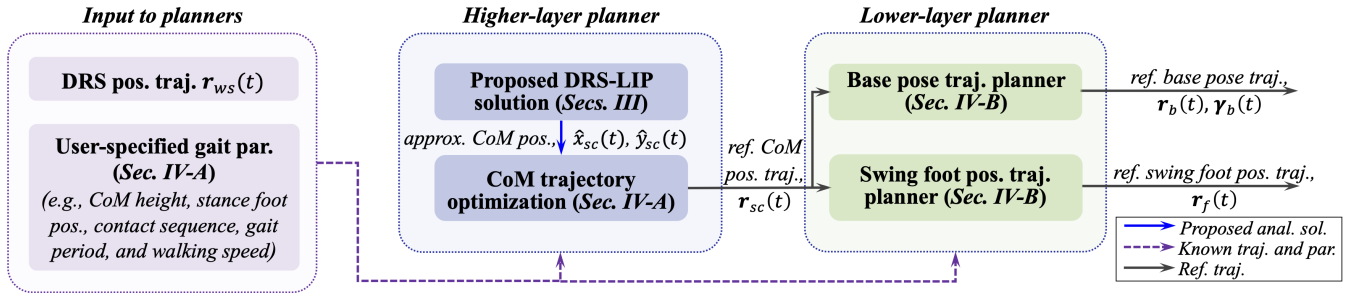 Input to planners
DRS pos. traj. r_ws(t)
User-specified gait par.
(Sec. IV-A)
(e.g., CoM height, stance foot
pos., contact sequence, gait
period, and walking speed)
Higher-layer planner
Proposed DRS-LIP
solution (Secs. III)
approx. CoM pos., x̂_sc(t), ŷ_sc(t)
CoM trajectory
optimization (Sec. IV-A)
ref. CoM
pos. traj.,
r_sc(t)
Lower-layer planner
Base pose traj. planner
(Sec. IV-B)
Swing foot pos. traj.
planner (Sec. IV-B)
ref. base pose traj.,
r_b(t), γ_b(t)
ref. swing foot pos. traj.,
r_f(t)
Proposed anal. sol.
Known traj. and par.
Ref. traj.